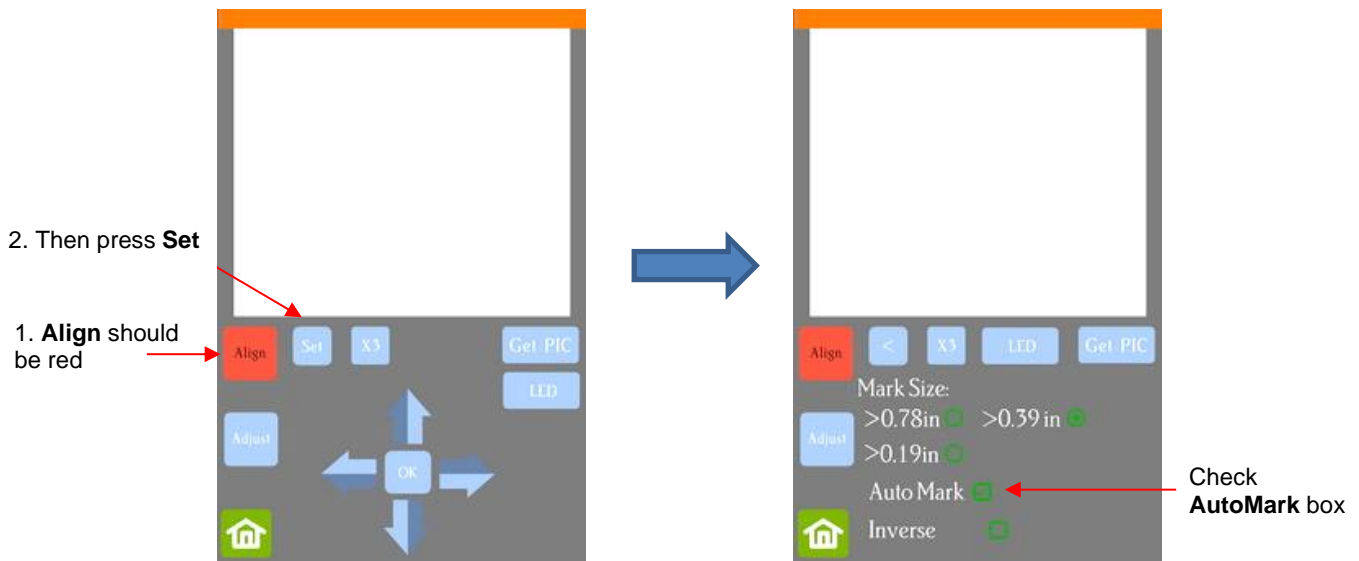 2. Then press Set
1. Align should
be red
Align
Set
X3
Get PIC
LED
Adjust
OK
Align
<
X3
LED
Get PIC
Mark Size:
>0.78in >0.39 in
Adjust
>0.19in
Auto Mark
Inverse
Check
AutoMark box